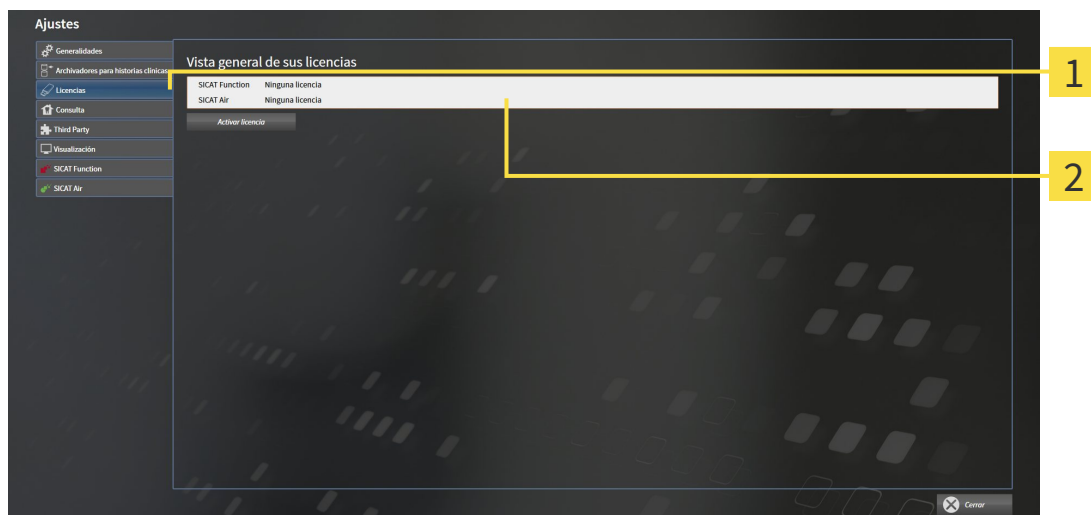 Ajustes
Generalidades
Archivadores para historias clínicas
Licencias
Consulta
Third Party
Visualización
SICAT Function
SICAT Air
Vista general de sus licencias
SICAT Function Ninguna licencia
SICAT Air Ninguna licencia
Activar licencia
1
2
Cerrar